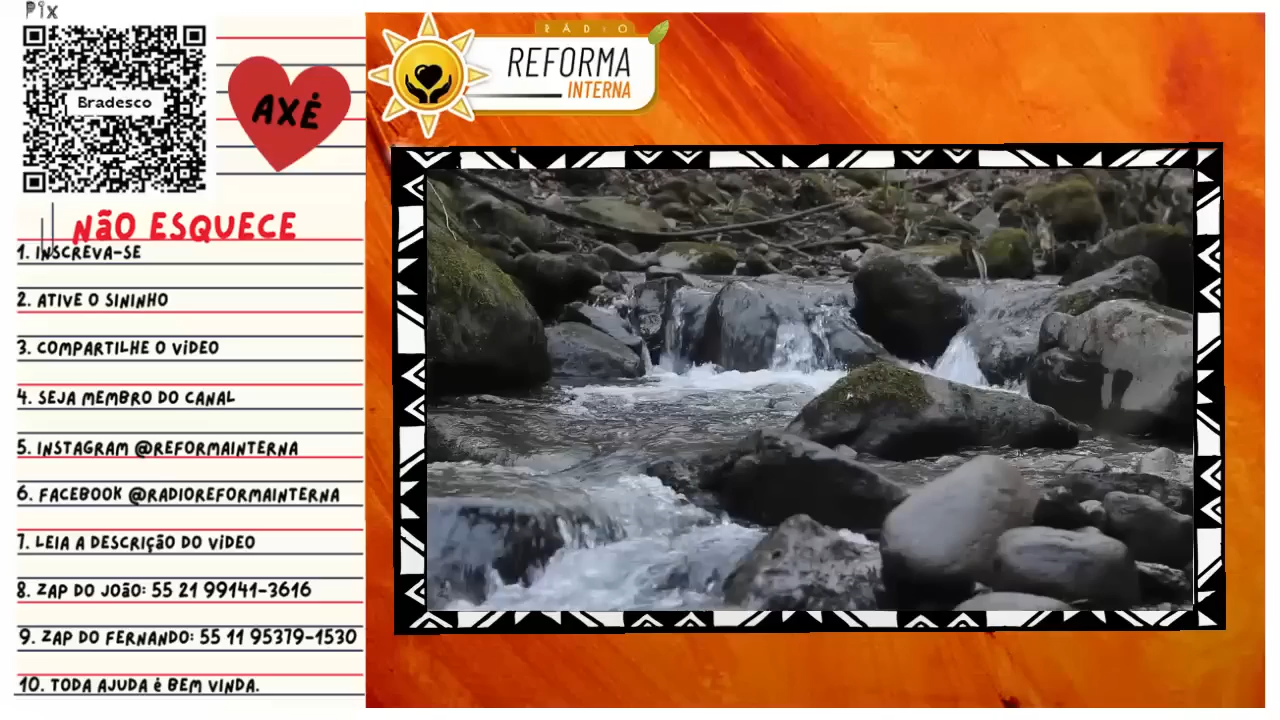 Pix
Bradesco
AXÉ
RÁDIO
REFORMA
INTERNA
NÃO ESQUECE
1. INSCREVA-SE
2. ATIVE O SININHO
3. COMPARTILHE O VÍDEO
4. SEJA MEMBRO DO CANAL
5. INSTAGRAM @REFORMAINTERNA
6. FACEBOOK @RADIOREFORMAINTERNA
7. LEIA A DESCRIÇÃO DO VÍDEO
8. ZAP DO JOÃO: 55 21 99141-3616
9. ZAP DO FERNANDO: 55 11 95379-1530
10. TODA AJUDA É BEM VINDA.